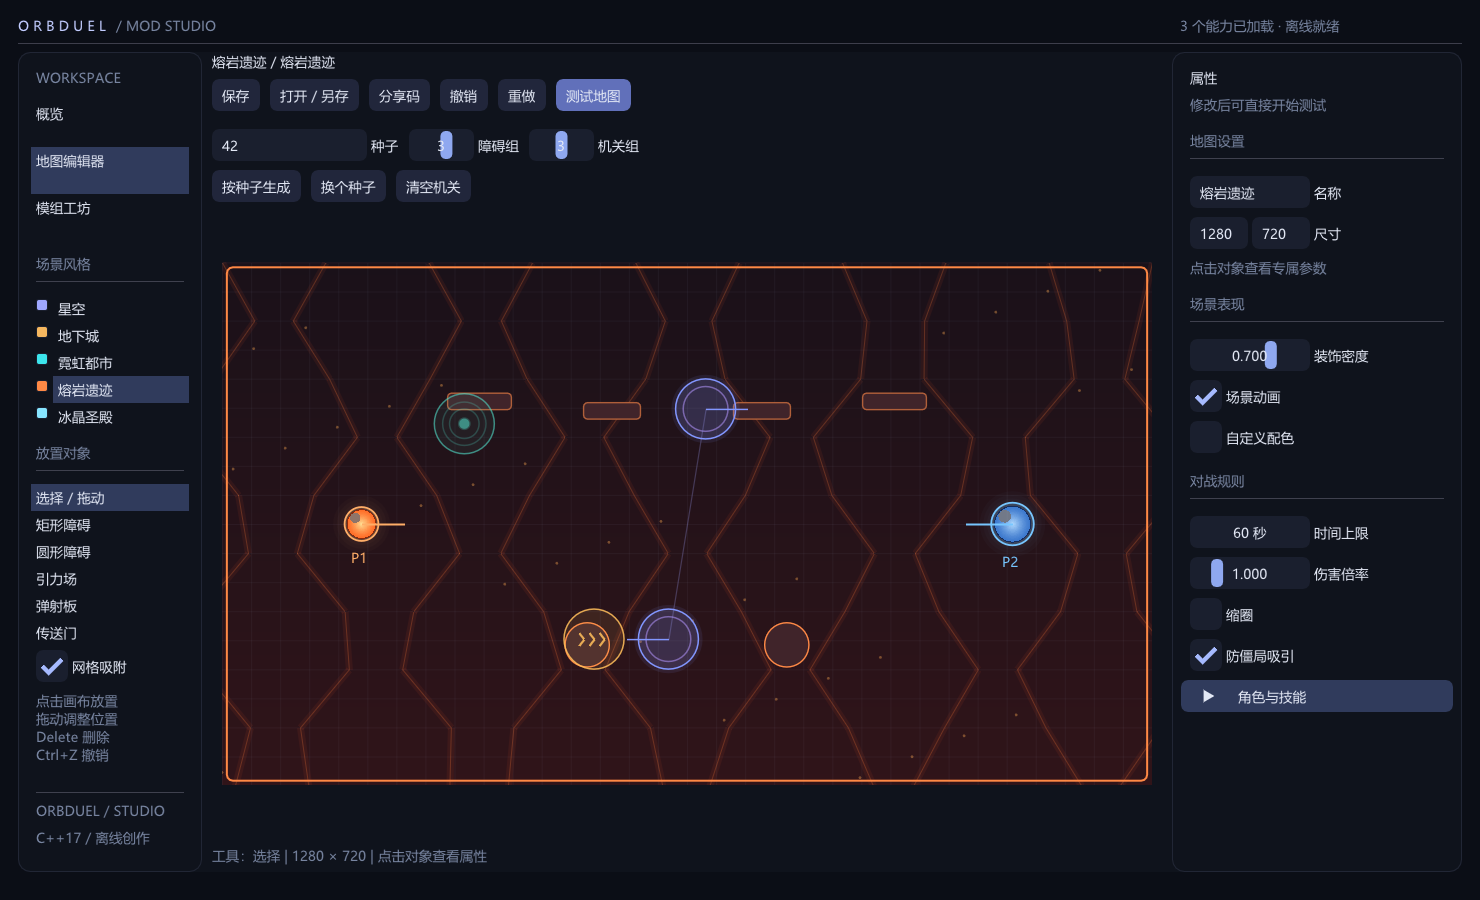 ORBDUEL / MOD STUDIO
3 个能力已加载 · 离线就绪
WORKSPACE
概览
地图编辑器
模组工坊
场景风格
星空
地下城
霓虹都市
熔岩遗迹
冰晶圣殿
放置对象
选择 / 拖动
矩形障碍
圆形障碍
引力场
弹射板
传送门
网格吸附
点击画布放置
拖动调整位置
Delete 删除
Ctrl+Z 撤销
ORBDUEL / STUDIO
C++17 / 离线创作
熔岩遗迹 / 熔岩遗迹
保存 打开 / 另存 分享码 撤销 重做 测试地图
42 种子 3 障碍组 3 机关组
按种子生成 换个种子 清空机关
P1
P2
工具：选择 | 1280 × 720 | 点击对象查看属性
属性
修改后可直接开始测试
地图设置
熔岩遗迹 名称
1280 720 尺寸
点击对象查看专属参数
场景表现
0.700 装饰密度
场景动画
自定义配色
对战规则
60 秒 时间上限
1.000 伤害倍率
缩圈
防僵局吸引
角色与技能